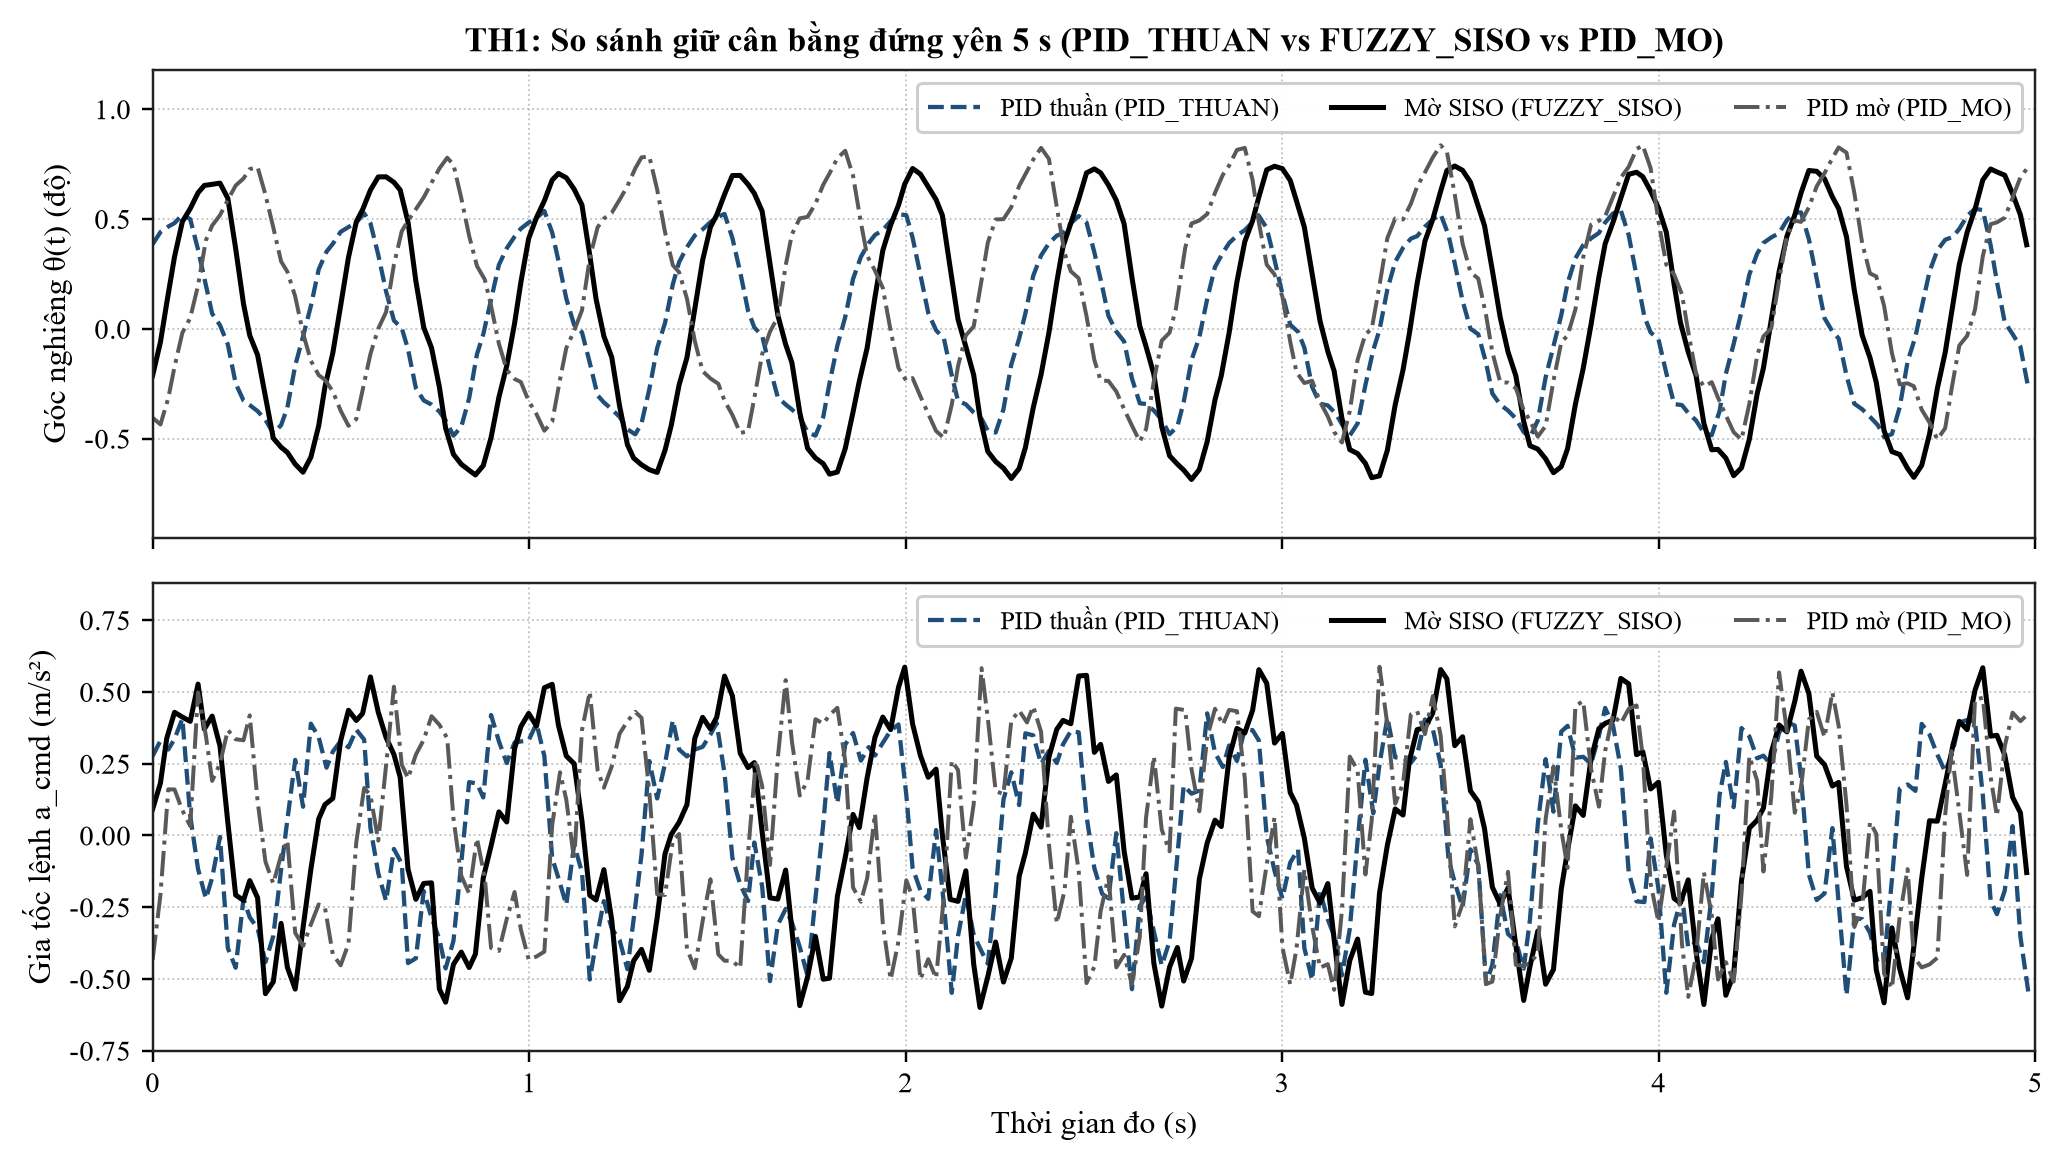 TH1: So sánh giữ cân bằng đứng yên 5 s (PID_THUAN vs FUZZY_SISO vs PID_MO)
PID thuần (PID_THUAN) Mờ SISO (FUZZY_SISO) PID mờ (PID_MO)
Góc nghiêng θ(t) (độ)
1.0
0.5
0.0
-0.5
PID thuần (PID_THUAN) Mờ SISO (FUZZY_SISO) PID mờ (PID_MO)
Gia tốc lệnh a_cmd (m/s²)
0.75
0.50
0.25
0.00
-0.25
-0.50
-0.75
0 1 2 3 4 5
Thời gian đo (s)